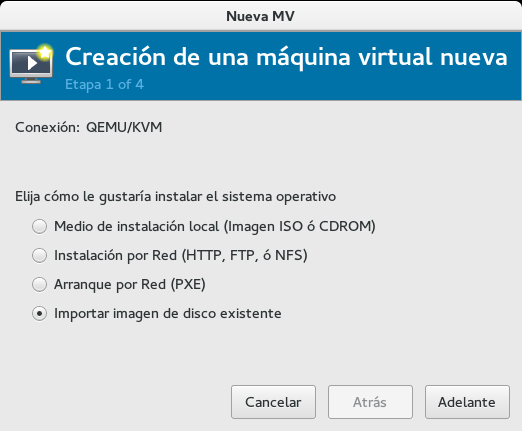 Nueva MV
Creación de una máquina virtual nueva
Etapa 1 of 4
Conexión: QEMU/KVM
Elija cómo le gustaría instalar el sistema operativo
Medio de instalación local (Imagen ISO ó CDROM)
Instalación por Red (HTTP, FTP, ó NFS)
Arranque por Red (PXE)
Importar imagen de disco existente
Cancelar Atrás Adelante